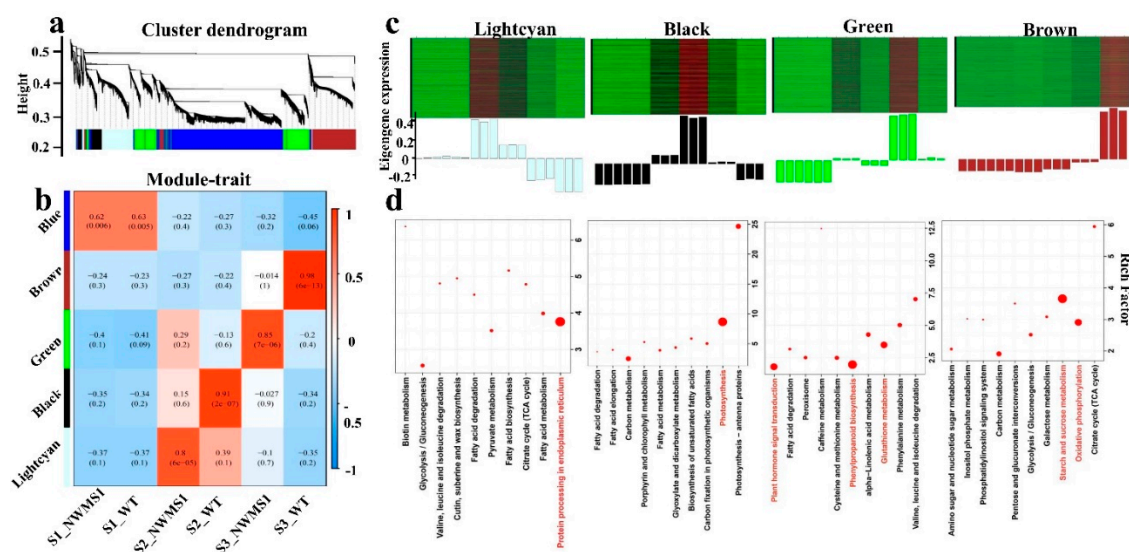 a
Cluster dendrogram
Height
0.5
0.4
0.3
0.2
b
Module-trait
Blue
Brown
Green
Black
Lightcyan
0.62 0.63 −0.22 −0.27 −0.32 −0.45
(0.006) (0.005) (0.4) (0.3) (0.2) (0.06)
−0.24 −0.23 −0.27 −0.22 −0.014 0.98
(0.3) (0.3) (0.3) (0.4) (1) (6e−13)
−0.4 −0.41 0.29 −0.13 0.85 −0.2
(0.1) (0.09) (0.2) (0.6) (7e−06) (0.4)
−0.35 −0.34 0.15 0.91 −0.027 −0.34
(0.2) (0.2) (0.6) (2e−07) (0.9) (0.2)
−0.37 −0.37 0.8 0.39 −0.1 −0.35
(0.1) (0.1) (6e−05) (0.1) (0.7) (0.2)
1
0.5
0
-0.5
-1
S1_NWMS1
S1_WT
S2_NWMS1
S2_WT
S3_NWMS1
S3_WT
c
Lightcyan
Black
Green
Brown
Eigengene expression
0.4
0.2
0
-0.2
d
6
5
4
3
25
20
15
10
5
12.5
10.0
7.5
5.0
2.5
6
5
4
3
2
Rich Factor
Biotin metabolism
Glycolysis / Gluconeogenesis
Valine, leucine and isoleucine degradation
Cutin, suberine and wax biosynthesis
Fatty acid degradation
Pyruvate metabolism
Fatty acid biosynthesis
Citrate cycle (TCA cycle)
Fatty acid metabolism
Protein processing in endoplasmic reticulum
Fatty acid degradation
Fatty acid elongation
Carbon metabolism
Porphyrin and chlorophyll metabolism
Fatty acid metabolism
Glyoxylate and dicarboxylate metabolism
Biosynthesis of unsaturated fatty acids
Carbon fixation in photosynthetic organisms
Photosynthesis
Photosynthesis − antenna proteins
Plant hormone signal transduction
Fatty acid degradation
Peroxisome
Caffeine metabolism
Cysteine and methionine metabolism
Phenylpropanoid biosynthesis
alpha−Linolenic acid metabolism
Glutathione metabolism
Phenylalanine metabolism
Valine, leucine and isoleucine degradation
Amino sugar and nucleotide sugar metabolism
Inositol phosphate metabolism
Phosphatidylinositol signaling system
Carbon metabolism
Pentose and glucuronate interconversions
Glycolysis / Gluconeogenesis
Galactose metabolism
Starch and sucrose metabolism
Oxidative phosphorylation
Citrate cycle (TCA cycle)